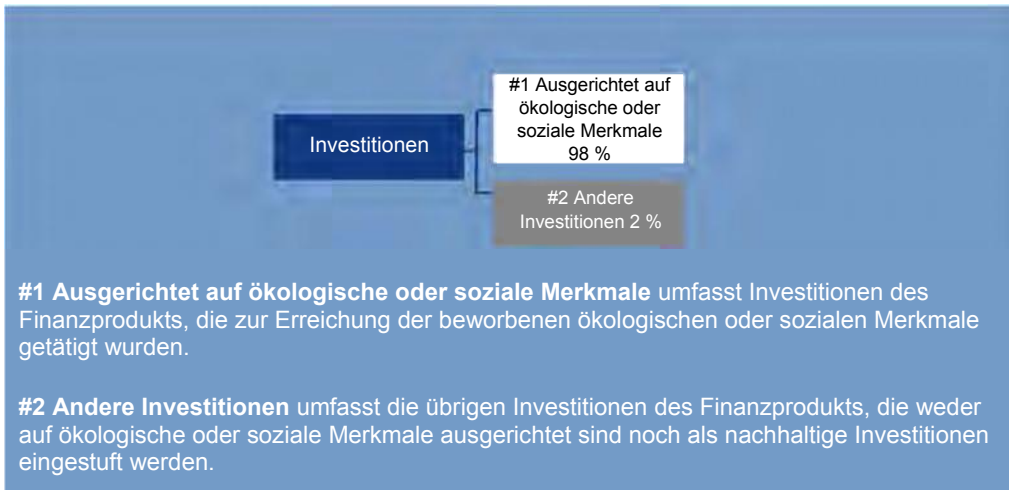 Investitionen
#1 Ausgerichtet auf
ökologische oder
soziale Merkmale
98 %
#2 Andere
Investitionen 2 %
#1 Ausgerichtet auf ökologische oder soziale Merkmale umfasst Investitionen des
Finanzprodukts, die zur Erreichung der beworbenen ökologischen oder sozialen Merkmale
getätigt wurden.
#2 Andere Investitionen umfasst die übrigen Investitionen des Finanzprodukts, die weder
auf ökologische oder soziale Merkmale ausgerichtet sind noch als nachhaltige Investitionen
eingestuft werden.